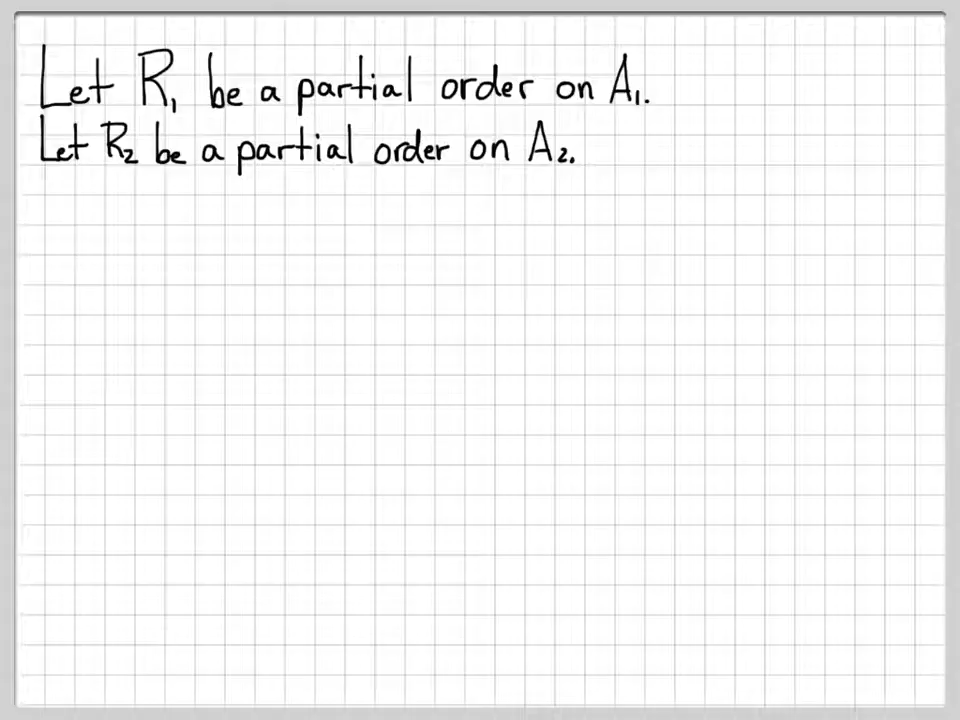 Let R₁ be a partial order on A₁.
Let R₂ be a partial order on A₂.